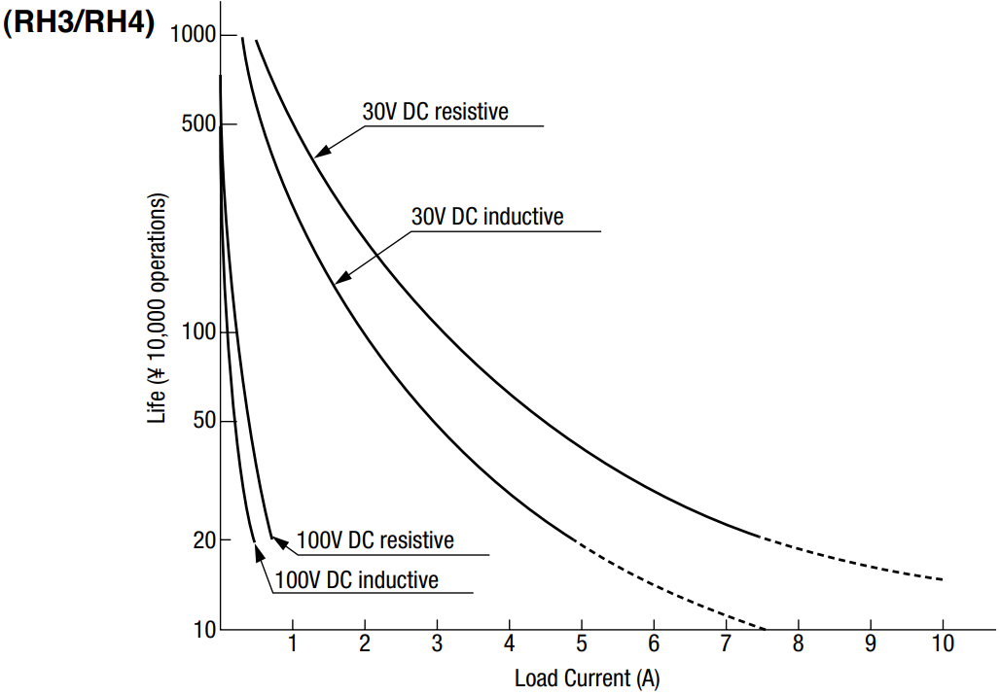 (RH3/RH4)
1000
500
100
50
20
10
Life (¥ 10,000 operations)
30V DC resistive
30V DC inductive
100V DC resistive
100V DC inductive
1 2 3 4 5 6 7 8 9 10
Load Current (A)